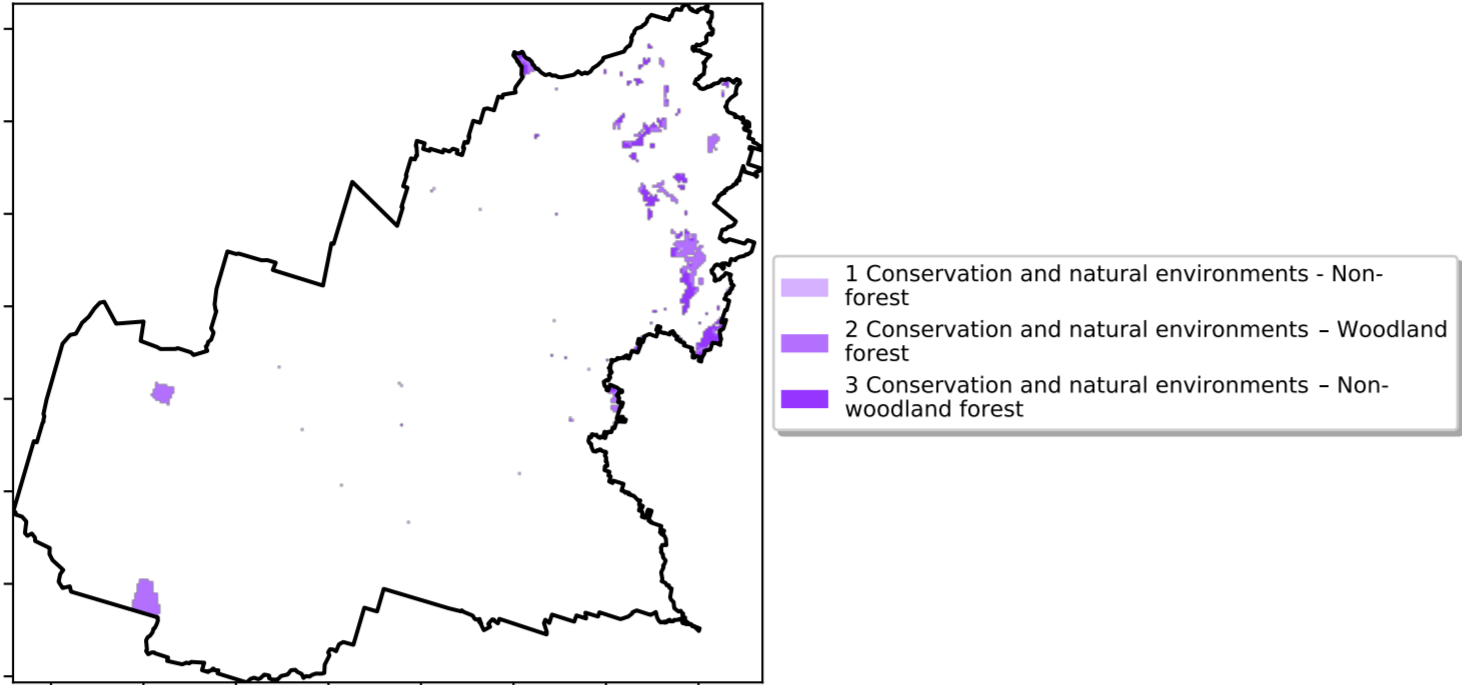 1 Conservation and natural environments - Non-
forest
2 Conservation and natural environments – Woodland
forest
3 Conservation and natural environments – Non-
woodland forest